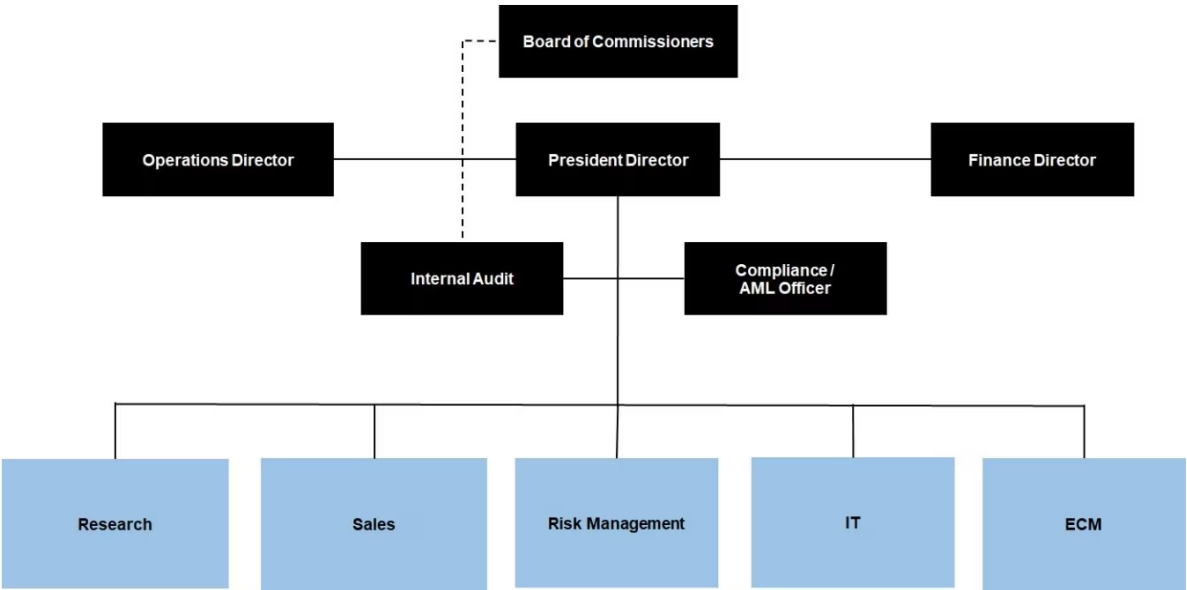 Board of Commissioners
Operations Director
President Director
Finance Director
Internal Audit
Compliance /
AML Officer
Research
Sales
Risk Management
IT
ECM